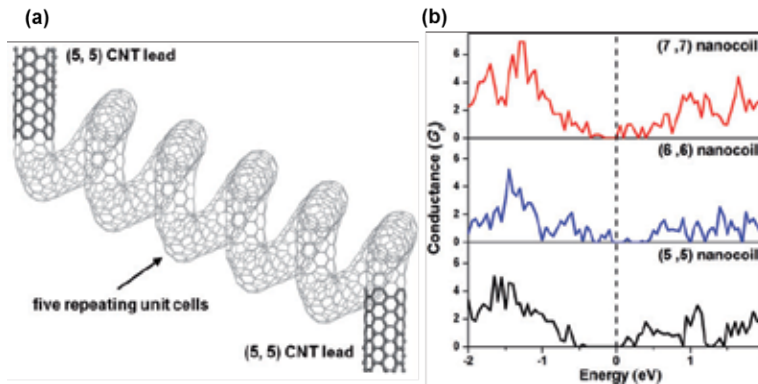 (a)
(5, 5) CNT lead
five repeating unit cells
(5, 5) CNT lead
(b)
Conductance (G₀)
6
4
2
0
(7 ,7) nanocoil
6
4
2
0
(6 ,6) nanocoil
6
4
2
0
(5 ,5) nanocoil
-2
-1
0
1
Energy (eV)